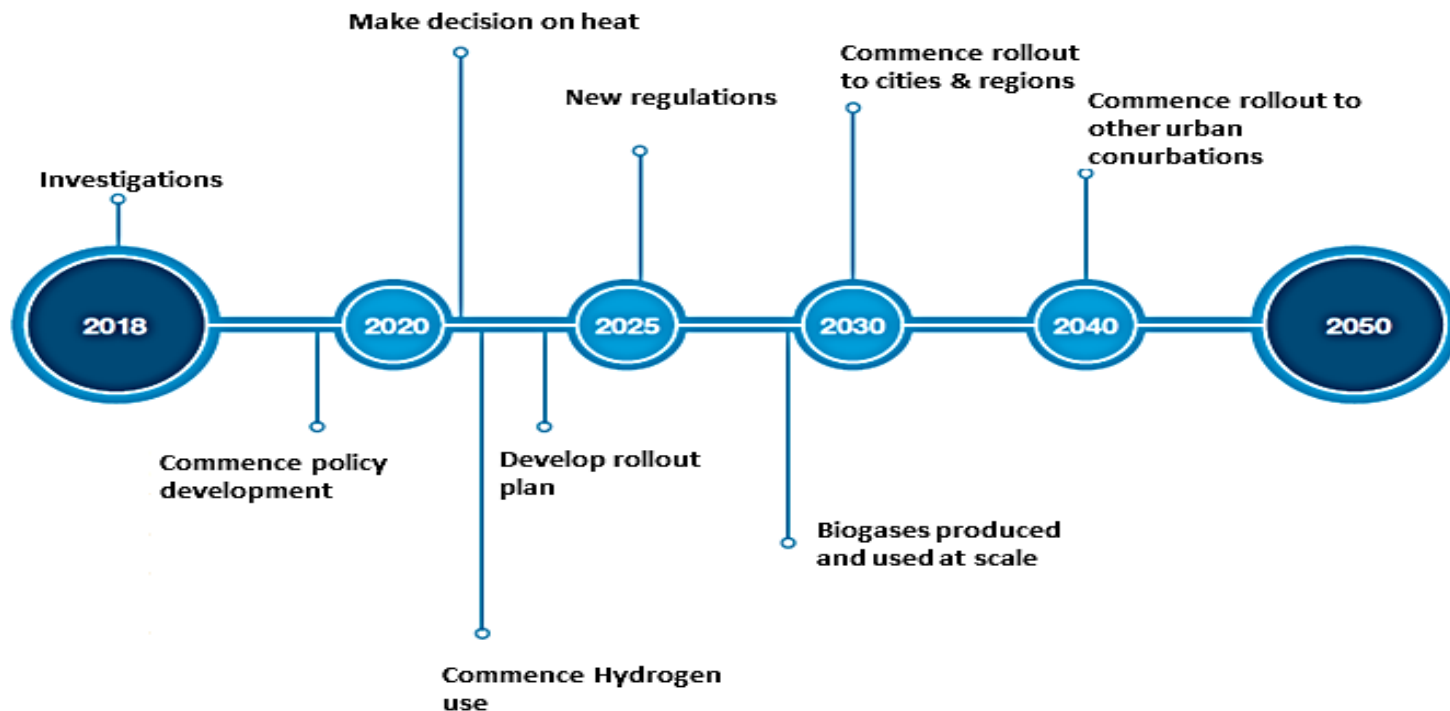 Make decision on heat
Commence rollout
to cities & regions
New regulations
Commence rollout to
other urban
conurbations
Investigations
2018
2020
2025
2030
2040
2050
Commence policy
development
Develop rollout
plan
Biogases produced
and used at scale
Commence Hydrogen
use